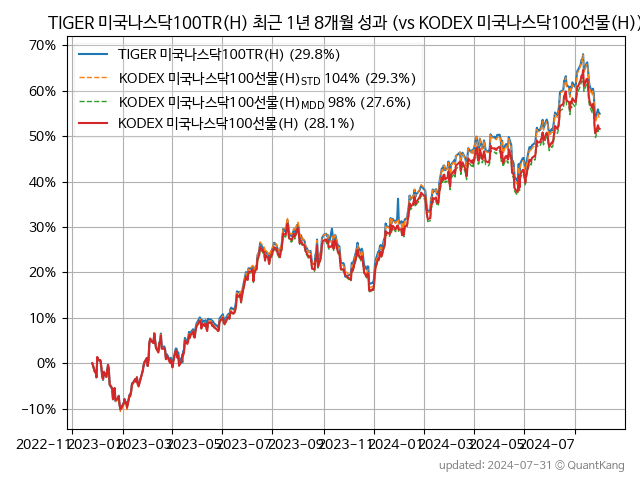 TIGER 미국나스닥100TR(H) 최근 1년 8개월 성과 (vs KODEX 미국나스닥100선물(H))
70%
TIGER 미국나스닥100TR(H) (29.8%)
KODEX 미국나스닥100선물(H)STD 104% (29.3%)
KODEX 미국나스닥100선물(H)MDD 98% (27.6%)
KODEX 미국나스닥100선물(H) (28.1%)
60%
50%
40%
30%
20%
10%
0%
−10%
2022-11 2023-01 2023-03 2023-05 2023-07 2023-09 2023-11 2024-01 2024-03 2024-05 2024-07
updated: 2024-07-31 © QuantKang